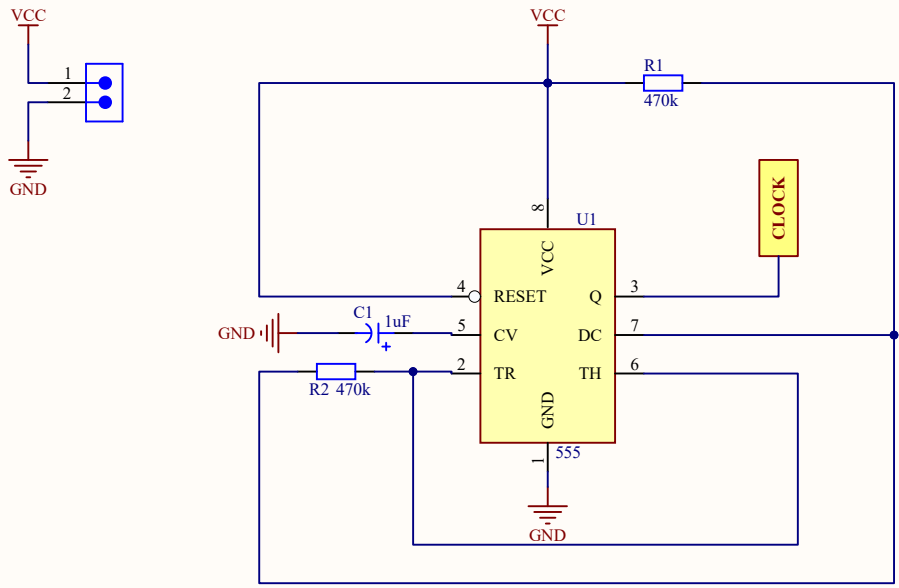 VCC
1
2
GND
VCC
R1
470k
CLOCK
8
U1
VCC
4
RESET
Q
3
GND
C1
1uF
5
CV
DC
7
2
TR
TH
6
R2 470k
GND
1
555
GND